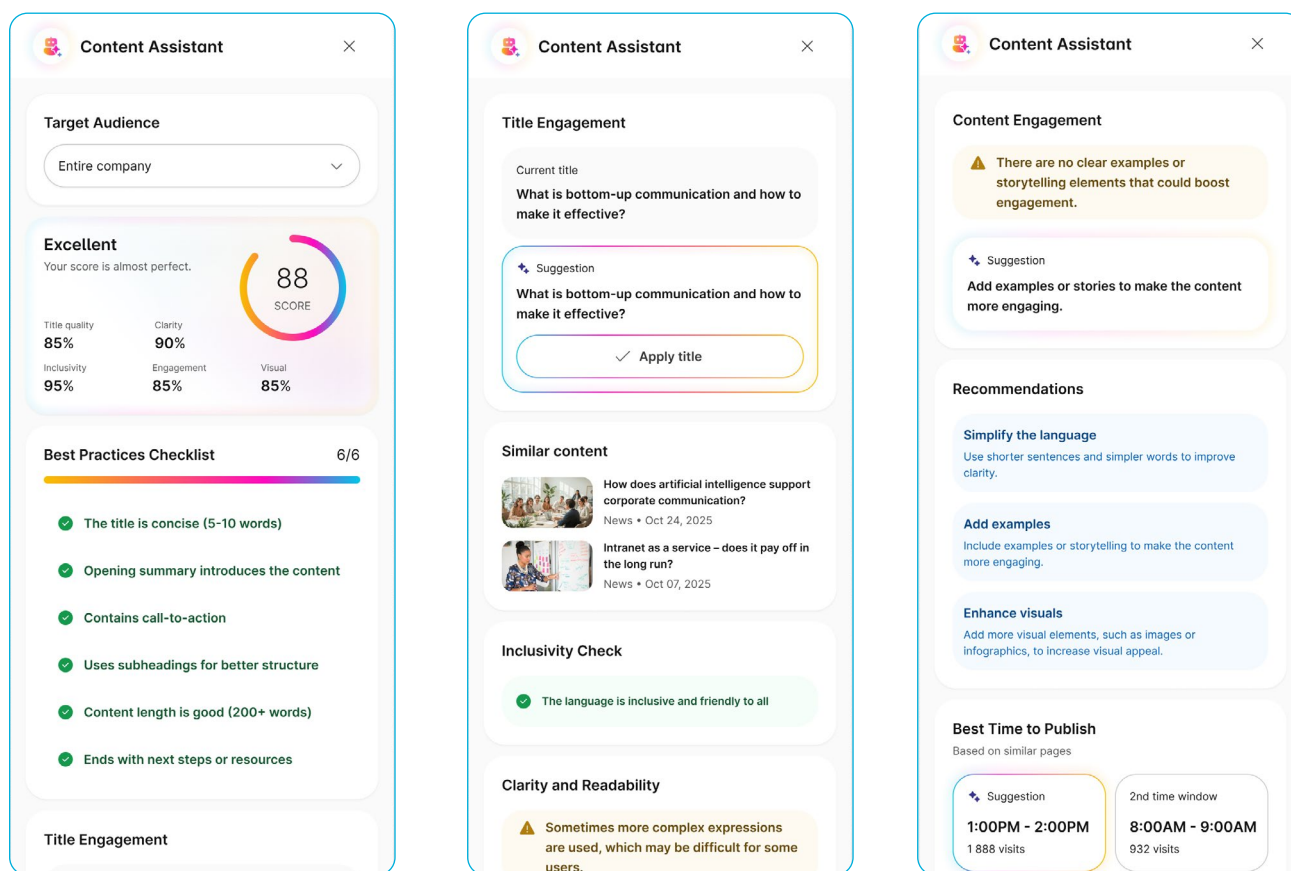 Content Assistant
Target Audience
Entire company
Excellent
Your score is almost perfect.
88
SCORE
Title quality
85%
Clarity
90%
Inclusivity
95%
Engagement
85%
Visual
85%
Best Practices Checklist
6/6
The title is concise (5-10 words)
Opening summary introduces the content
Contains call-to-action
Uses subheadings for better structure
Content length is good (200+ words)
Ends with next steps or resources
Title Engagement
Content Assistant
Title Engagement
Current title
What is bottom-up communication and how to
make it effective?
Suggestion
What is bottom-up communication and how to
make it effective?
Apply title
Similar content
How does artificial intelligence support
corporate communication?
News • Oct 24, 2025
Intranet as a service – does it pay off in
the long run?
News • Oct 07, 2025
Inclusivity Check
The language is inclusive and friendly to all
Clarity and Readability
Sometimes more complex expressions
are used, which may be difficult for some
users.
Content Assistant
Content Engagement
There are no clear examples or
storytelling elements that could boost
engagement.
Suggestion
Add examples or stories to make the content
more engaging.
Recommendations
Simplify the language
Use shorter sentences and simpler words to improve
clarity.
Add examples
Include examples or storytelling to make the content
more engaging.
Enhance visuals
Add more visual elements, such as images or
infographics, to increase visual appeal.
Best Time to Publish
Based on similar pages
Suggestion
1:00PM - 2:00PM
1 888 visits
2nd time window
8:00AM - 9:00AM
932 visits